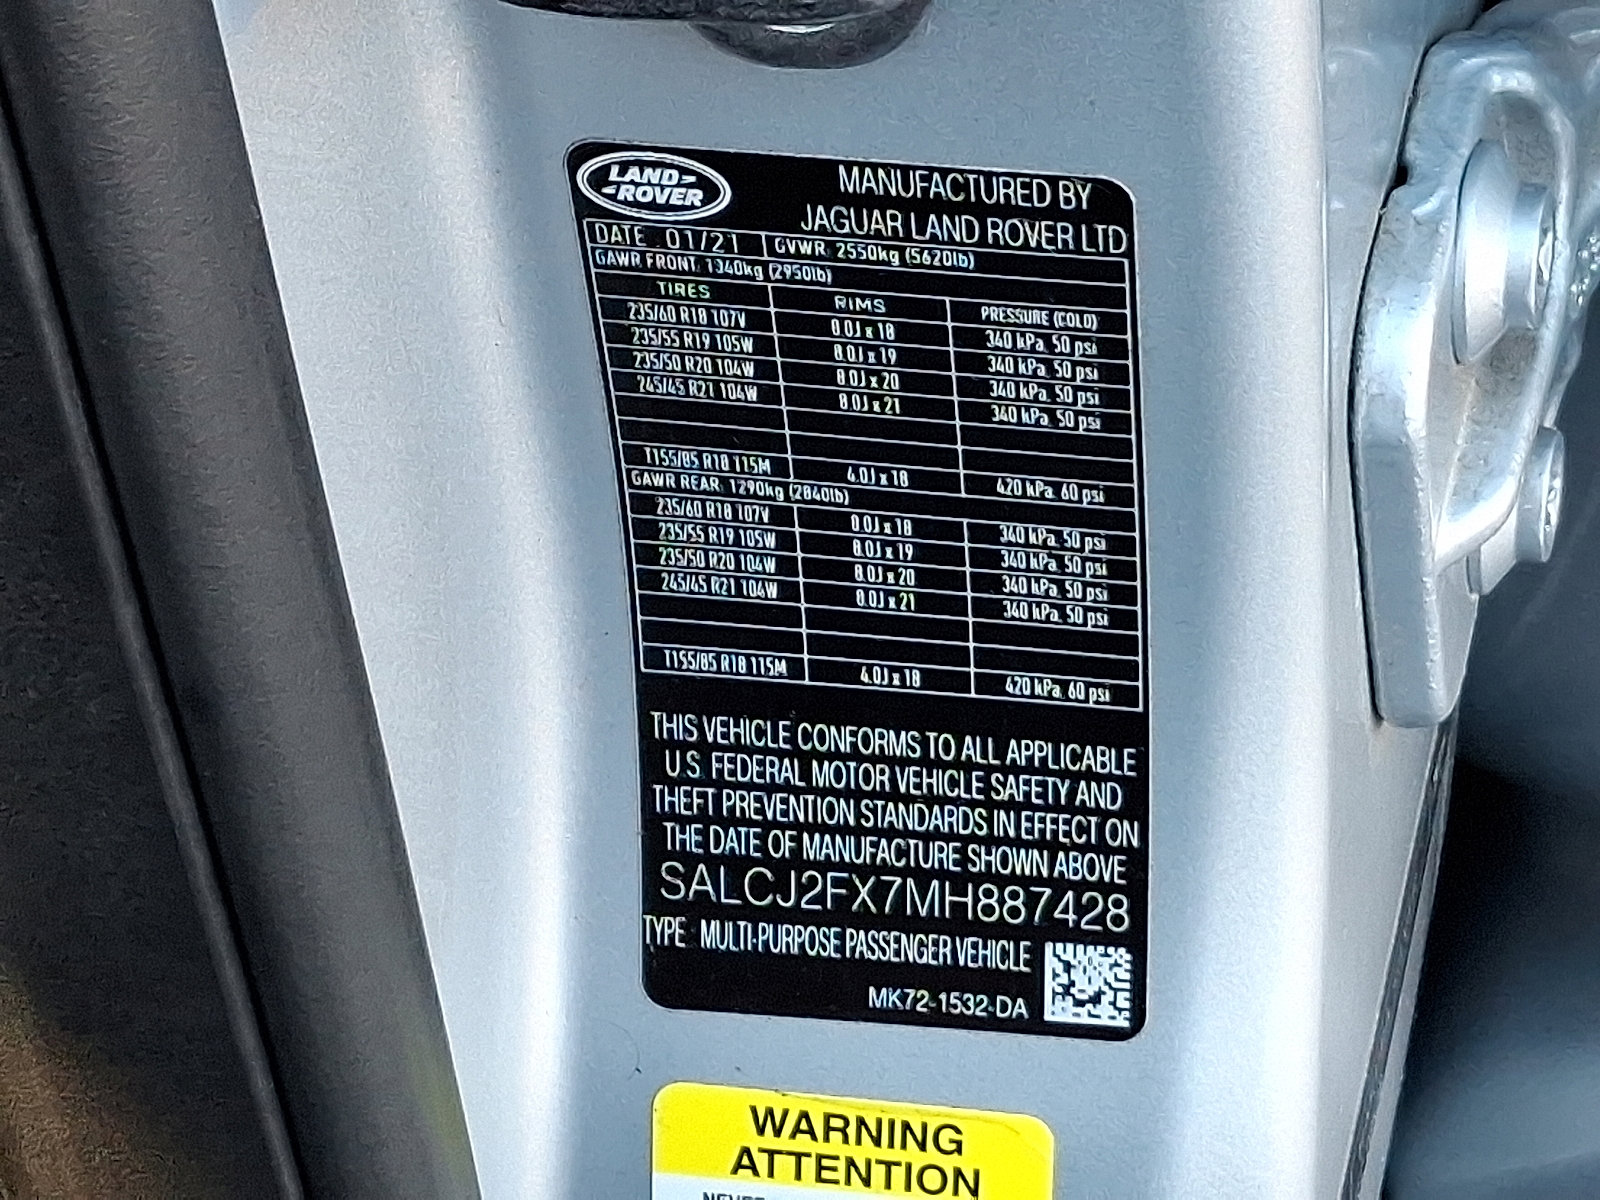 LAND ROVER
MANUFACTURED BY
JAGUAR LAND ROVER LTD
DATE 01/21 GVWR: 2550kg (5620lb)
GAWR FRONT: 1340kg (2950lb)
TIRES RIMS PRESSURE (COLD)
235/60 R18 107V 8.0J x 18 340 kPa. 50 psi
235/55 R19 105W 8.0J x 19 340 kPa. 50 psi
235/50 R20 104W 8.0J x 20 340 kPa. 50 psi
245/45 R21 104W 8.0J x 21 340 kPa. 50 psi
T155/85 R18 115M 4.0J x 18 420 kPa. 60 psi
GAWR REAR: 1290kg (2840lb)
235/60 R18 107V 8.0J x 18 340 kPa. 50 psi
235/55 R19 105W 8.0J x 19 340 kPa. 50 psi
235/50 R20 104W 8.0J x 20 340 kPa. 50 psi
245/45 R21 104W 8.0J x 21 340 kPa. 50 psi
T155/85 R18 115M 4.0J x 18 420 kPa. 60 psi
THIS VEHICLE CONFORMS TO ALL APPLICABLE
U.S. FEDERAL MOTOR VEHICLE SAFETY AND
THEFT PREVENTION STANDARDS IN EFFECT ON
THE DATE OF MANUFACTURE SHOWN ABOVE
SALCJ2FX7MH887428
TYPE: MULTI-PURPOSE PASSENGER VEHICLE
MK72-1532-DA
WARNING
ATTENTION